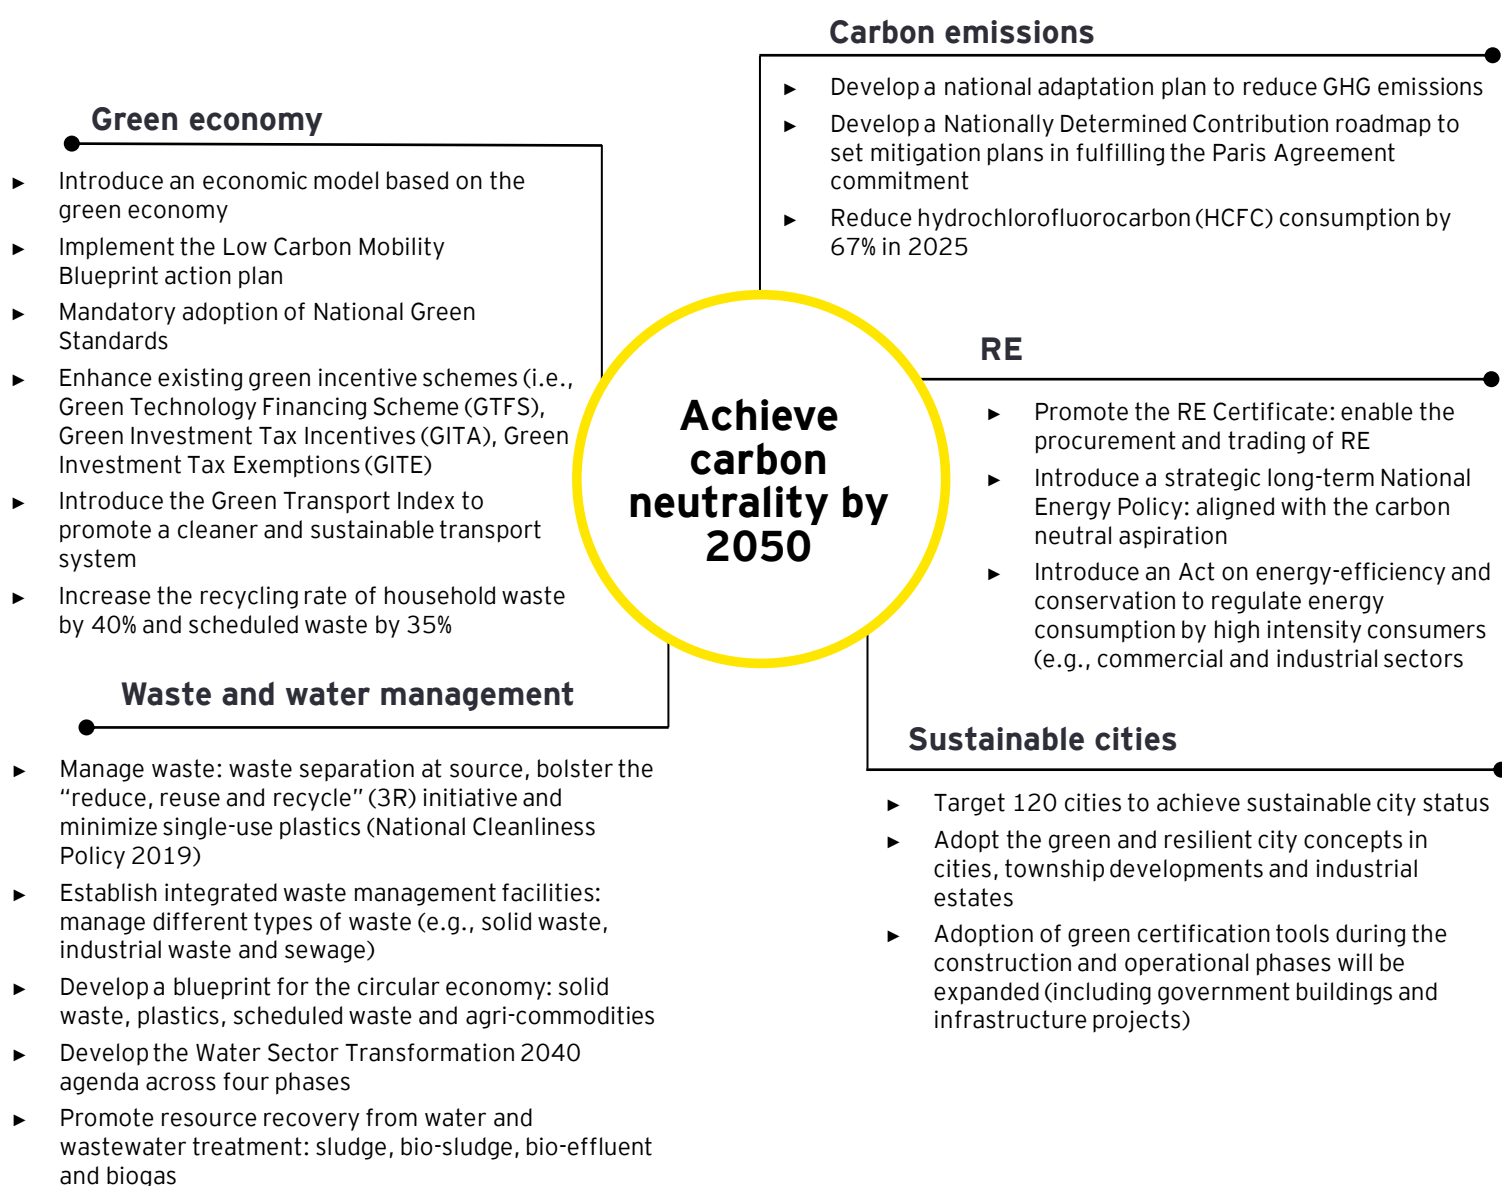 Carbon emissions
► Develop a national adaptation plan to reduce GHG emissions
► Develop a Nationally Determined Contribution roadmap to
set mitigation plans in fulfilling the Paris Agreement
commitment
► Reduce hydrochlorofluorocarbon (HCFC) consumption by
67% in 2025
Green economy
► Introduce an economic model based on the
green economy
► Implement the Low Carbon Mobility
Blueprint action plan
► Mandatory adoption of National Green
Standards
► Enhance existing green incentive schemes (i.e.,
Green Technology Financing Scheme (GTFS),
Green Investment Tax Incentives (GITA), Green
Investment Tax Exemptions (GITE)
► Introduce the Green Transport Index to
promote a cleaner and sustainable transport
system
► Increase the recycling rate of household waste
by 40% and scheduled waste by 35%
Achieve
carbon
neutrality by
2050
RE
► Promote the RE Certificate: enable the
procurement and trading of RE
► Introduce a strategic long-term National
Energy Policy: aligned with the carbon
neutral aspiration
► Introduce an Act on energy-efficiency and
conservation to regulate energy
consumption by high intensity consumers
(e.g., commercial and industrial sectors
Waste and water management
► Manage waste: waste separation at source, bolster the
“reduce, reuse and recycle” (3R) initiative and
minimize single-use plastics (National Cleanliness
Policy 2019)
► Establish integrated waste management facilities:
manage different types of waste (e.g., solid waste,
industrial waste and sewage)
► Develop a blueprint for the circular economy: solid
waste, plastics, scheduled waste and agri-commodities
► Develop the Water Sector Transformation 2040
agenda across four phases
► Promote resource recovery from water and
wastewater treatment: sludge, bio-sludge, bio-effluent
and biogas
Sustainable cities
► Target 120 cities to achieve sustainable city status
► Adopt the green and resilient city concepts in
cities, township developments and industrial
estates
► Adoption of green certification tools during the
construction and operational phases will be
expanded (including government buildings and
infrastructure projects)